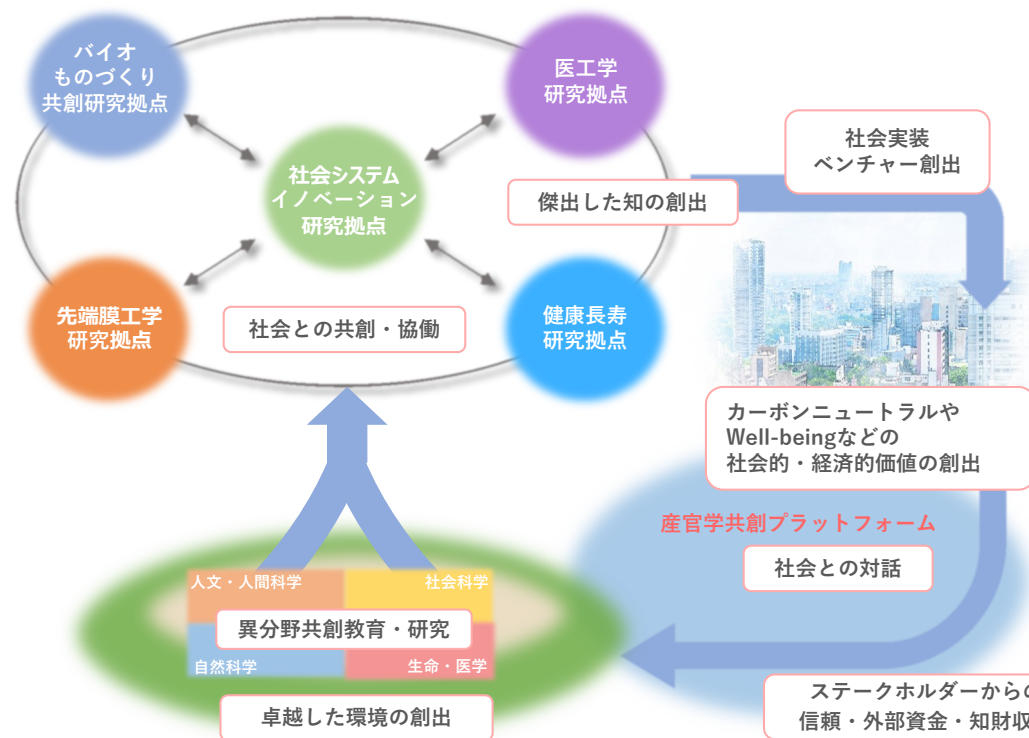 バイオ
ものづくり
共創研究拠点
医工学
研究拠点
社会システム
イノベーション
研究拠点
先端膜工学
研究拠点
健康長寿
研究拠点
傑出した知の創出
社会との共創・協働
社会実装
ベンチャー創出
カーボンニュートラルや
Well-beingなどの
社会的・経済的価値の創出
産官学共創プラットフォーム
社会との対話
人文・人間科学
社会科学
異分野共創教育・研究
自然科学
生命・医学
卓越した環境の創出
ステークホルダーからの
信頼・外部資金・知財収